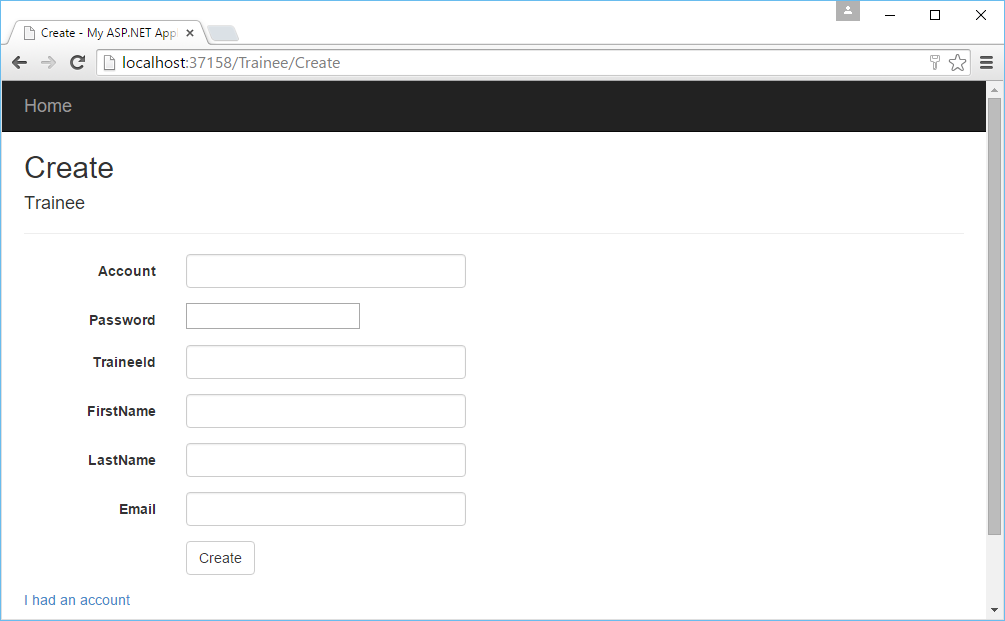 Create - My ASP.NET Appl
localhost:37158/Trainee/Create
Home
Create
Trainee
Account
Password
TraineeId
FirstName
LastName
Email
Create
I had an account